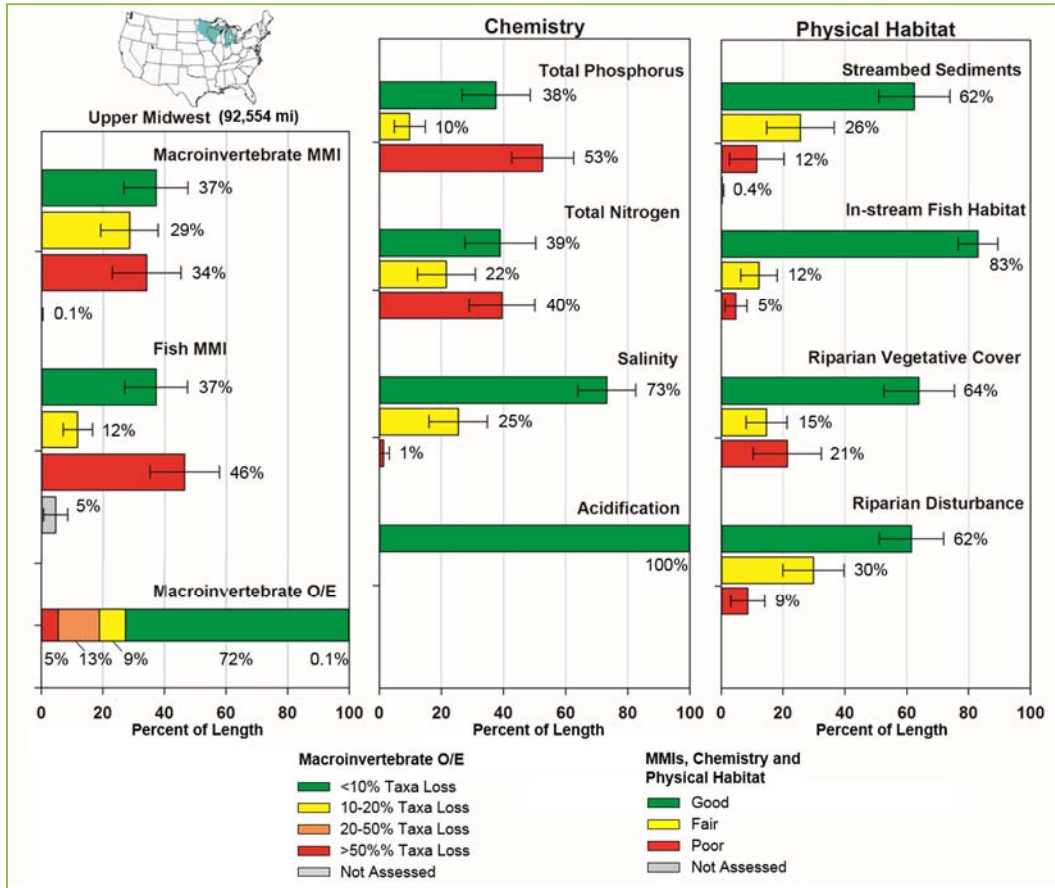 Upper Midwest (92,554 mi)
Macroinvertebrate MMI
37%
29%
34%
0.1%
Fish MMI
37%
12%
46%
5%
Macroinvertebrate O/E
5% 13% 9% 72% 0.1%
0 20 40 60 80 100
Percent of Length
Chemistry
Total Phosphorus
38%
10%
53%
Total Nitrogen
39%
22%
40%
Salinity
73%
25%
1%
Acidification
100%
0 20 40 60 80 100
Percent of Length
Physical Habitat
Streambed Sediments
62%
26%
12%
0.4%
In-stream Fish Habitat
83%
12%
5%
Riparian Vegetative Cover
64%
15%
21%
Riparian Disturbance
62%
30%
9%
0 20 40 60 80 100
Percent of Length
Macroinvertebrate O/E
<10% Taxa Loss
10-20% Taxa Loss
20-50% Taxa Loss
>50%% Taxa Loss
Not Assessed
MMIs, Chemistry and
Physical Habitat
Good
Fair
Poor
Not Assessed